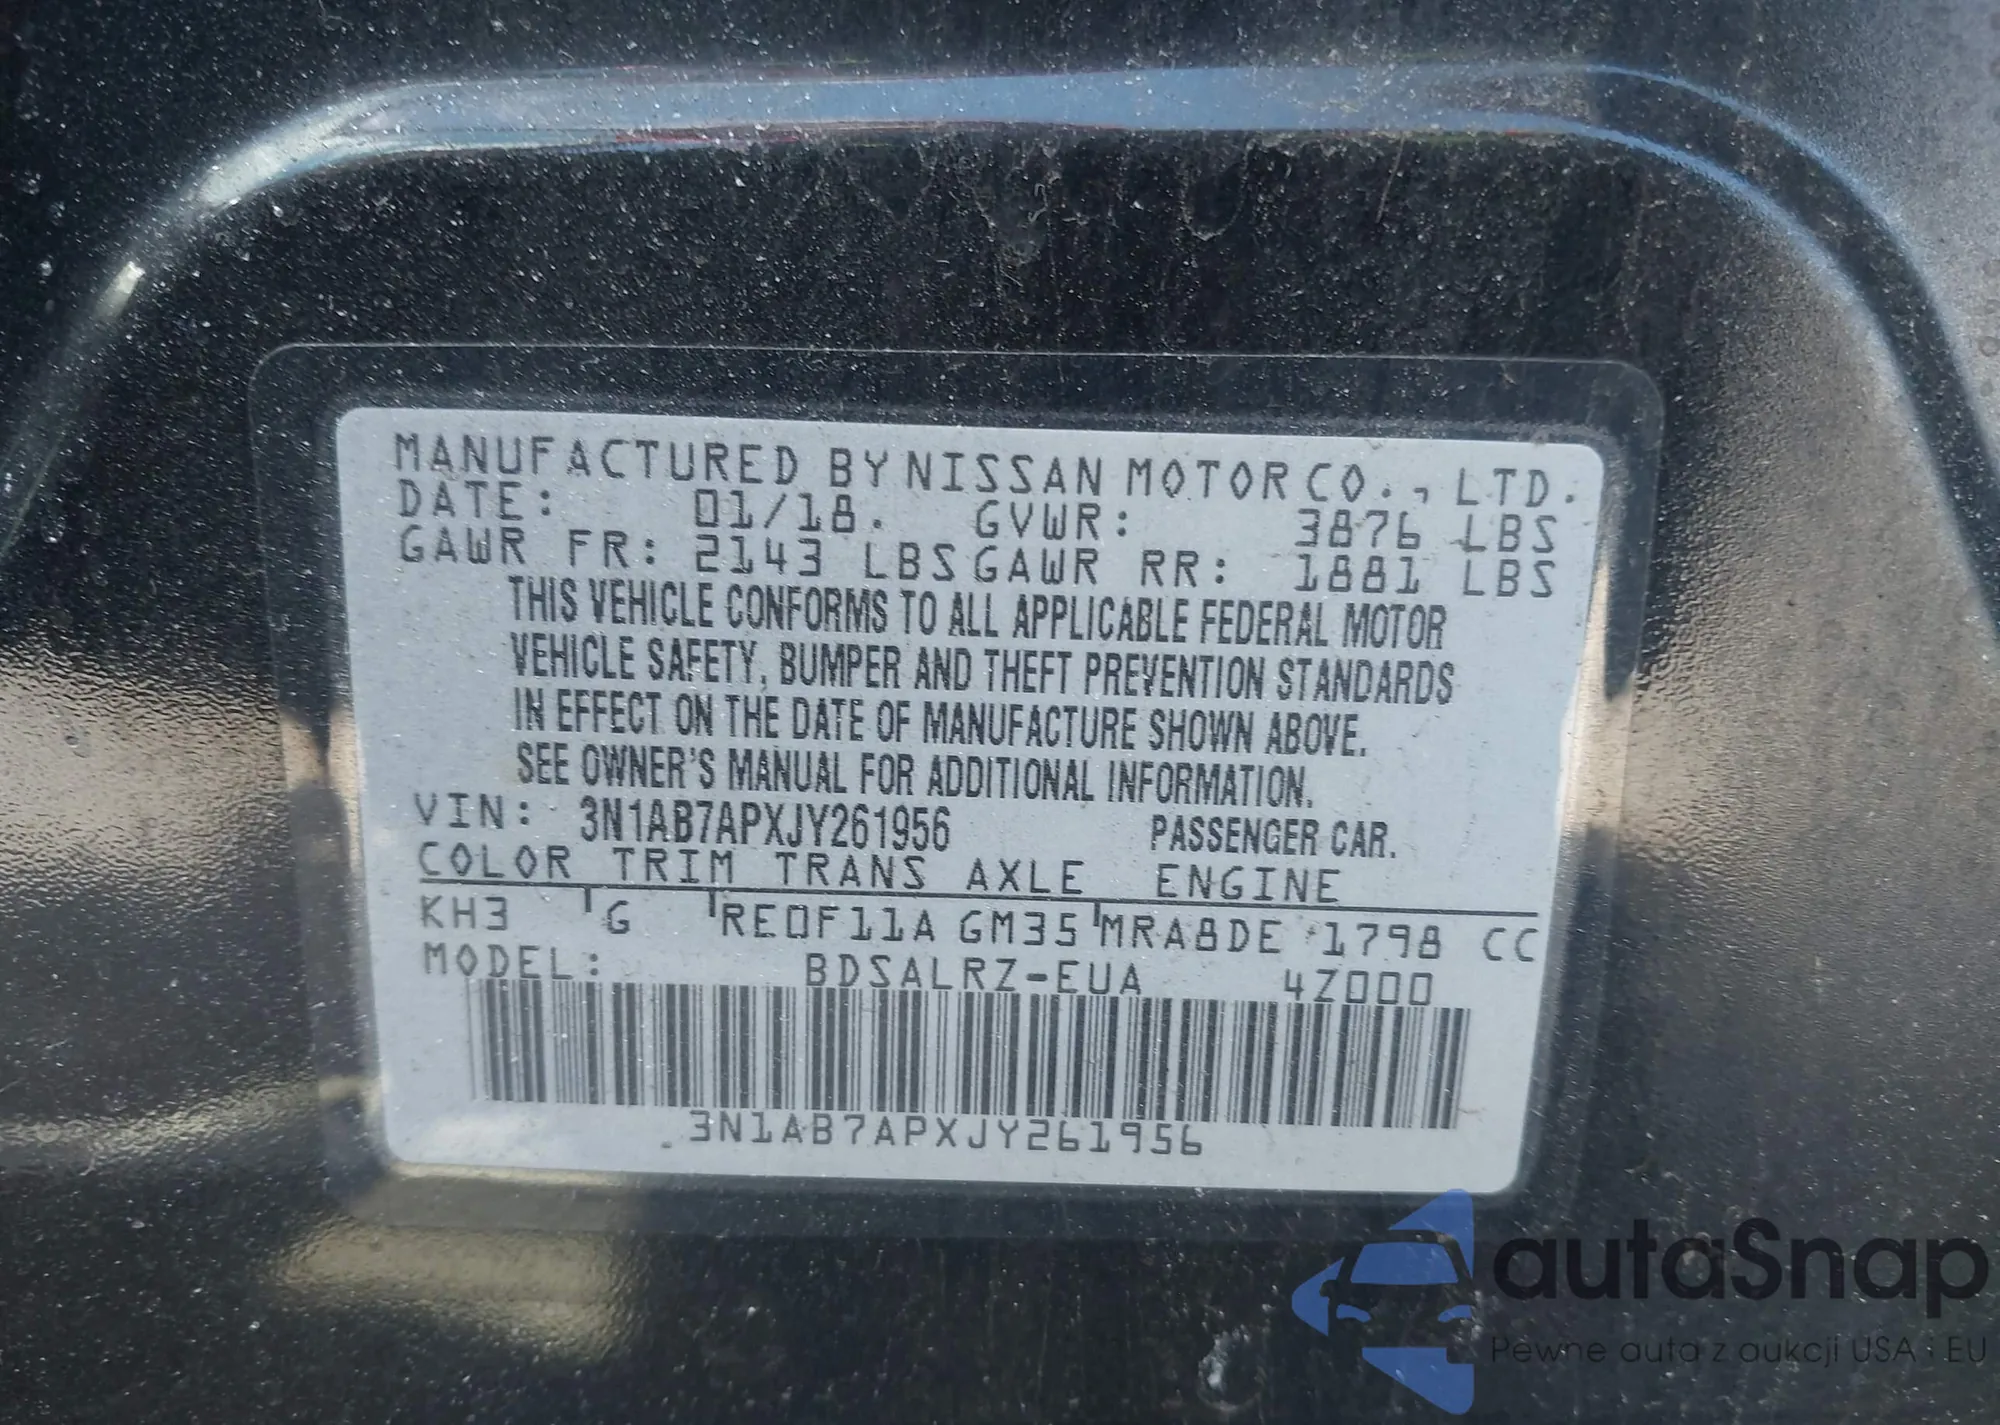 MANUFACTURED BY NISSAN MOTOR CO., LTD.
DATE: 01/18. GVWR: 3876 LBS
GAWR FR: 2143 LBS GAWR RR: 1881 LBS
THIS VEHICLE CONFORMS TO ALL APPLICABLE FEDERAL MOTOR
VEHICLE SAFETY, BUMPER AND THEFT PREVENTION STANDARDS
IN EFFECT ON THE DATE OF MANUFACTURE SHOWN ABOVE.
SEE OWNER'S MANUAL FOR ADDITIONAL INFORMATION.
VIN: 3N1AB7APXJY261956 PASSENGER CAR.
COLOR TRIM TRANS AXLE ENGINE
KH3 G RE0F11A GM35 MRA8DE 1798 CC
MODEL: BDSALRZ-EUA 4Z000
3N1AB7APXJY261956
autaSnap
Pewne auta z aukcji USA i EU